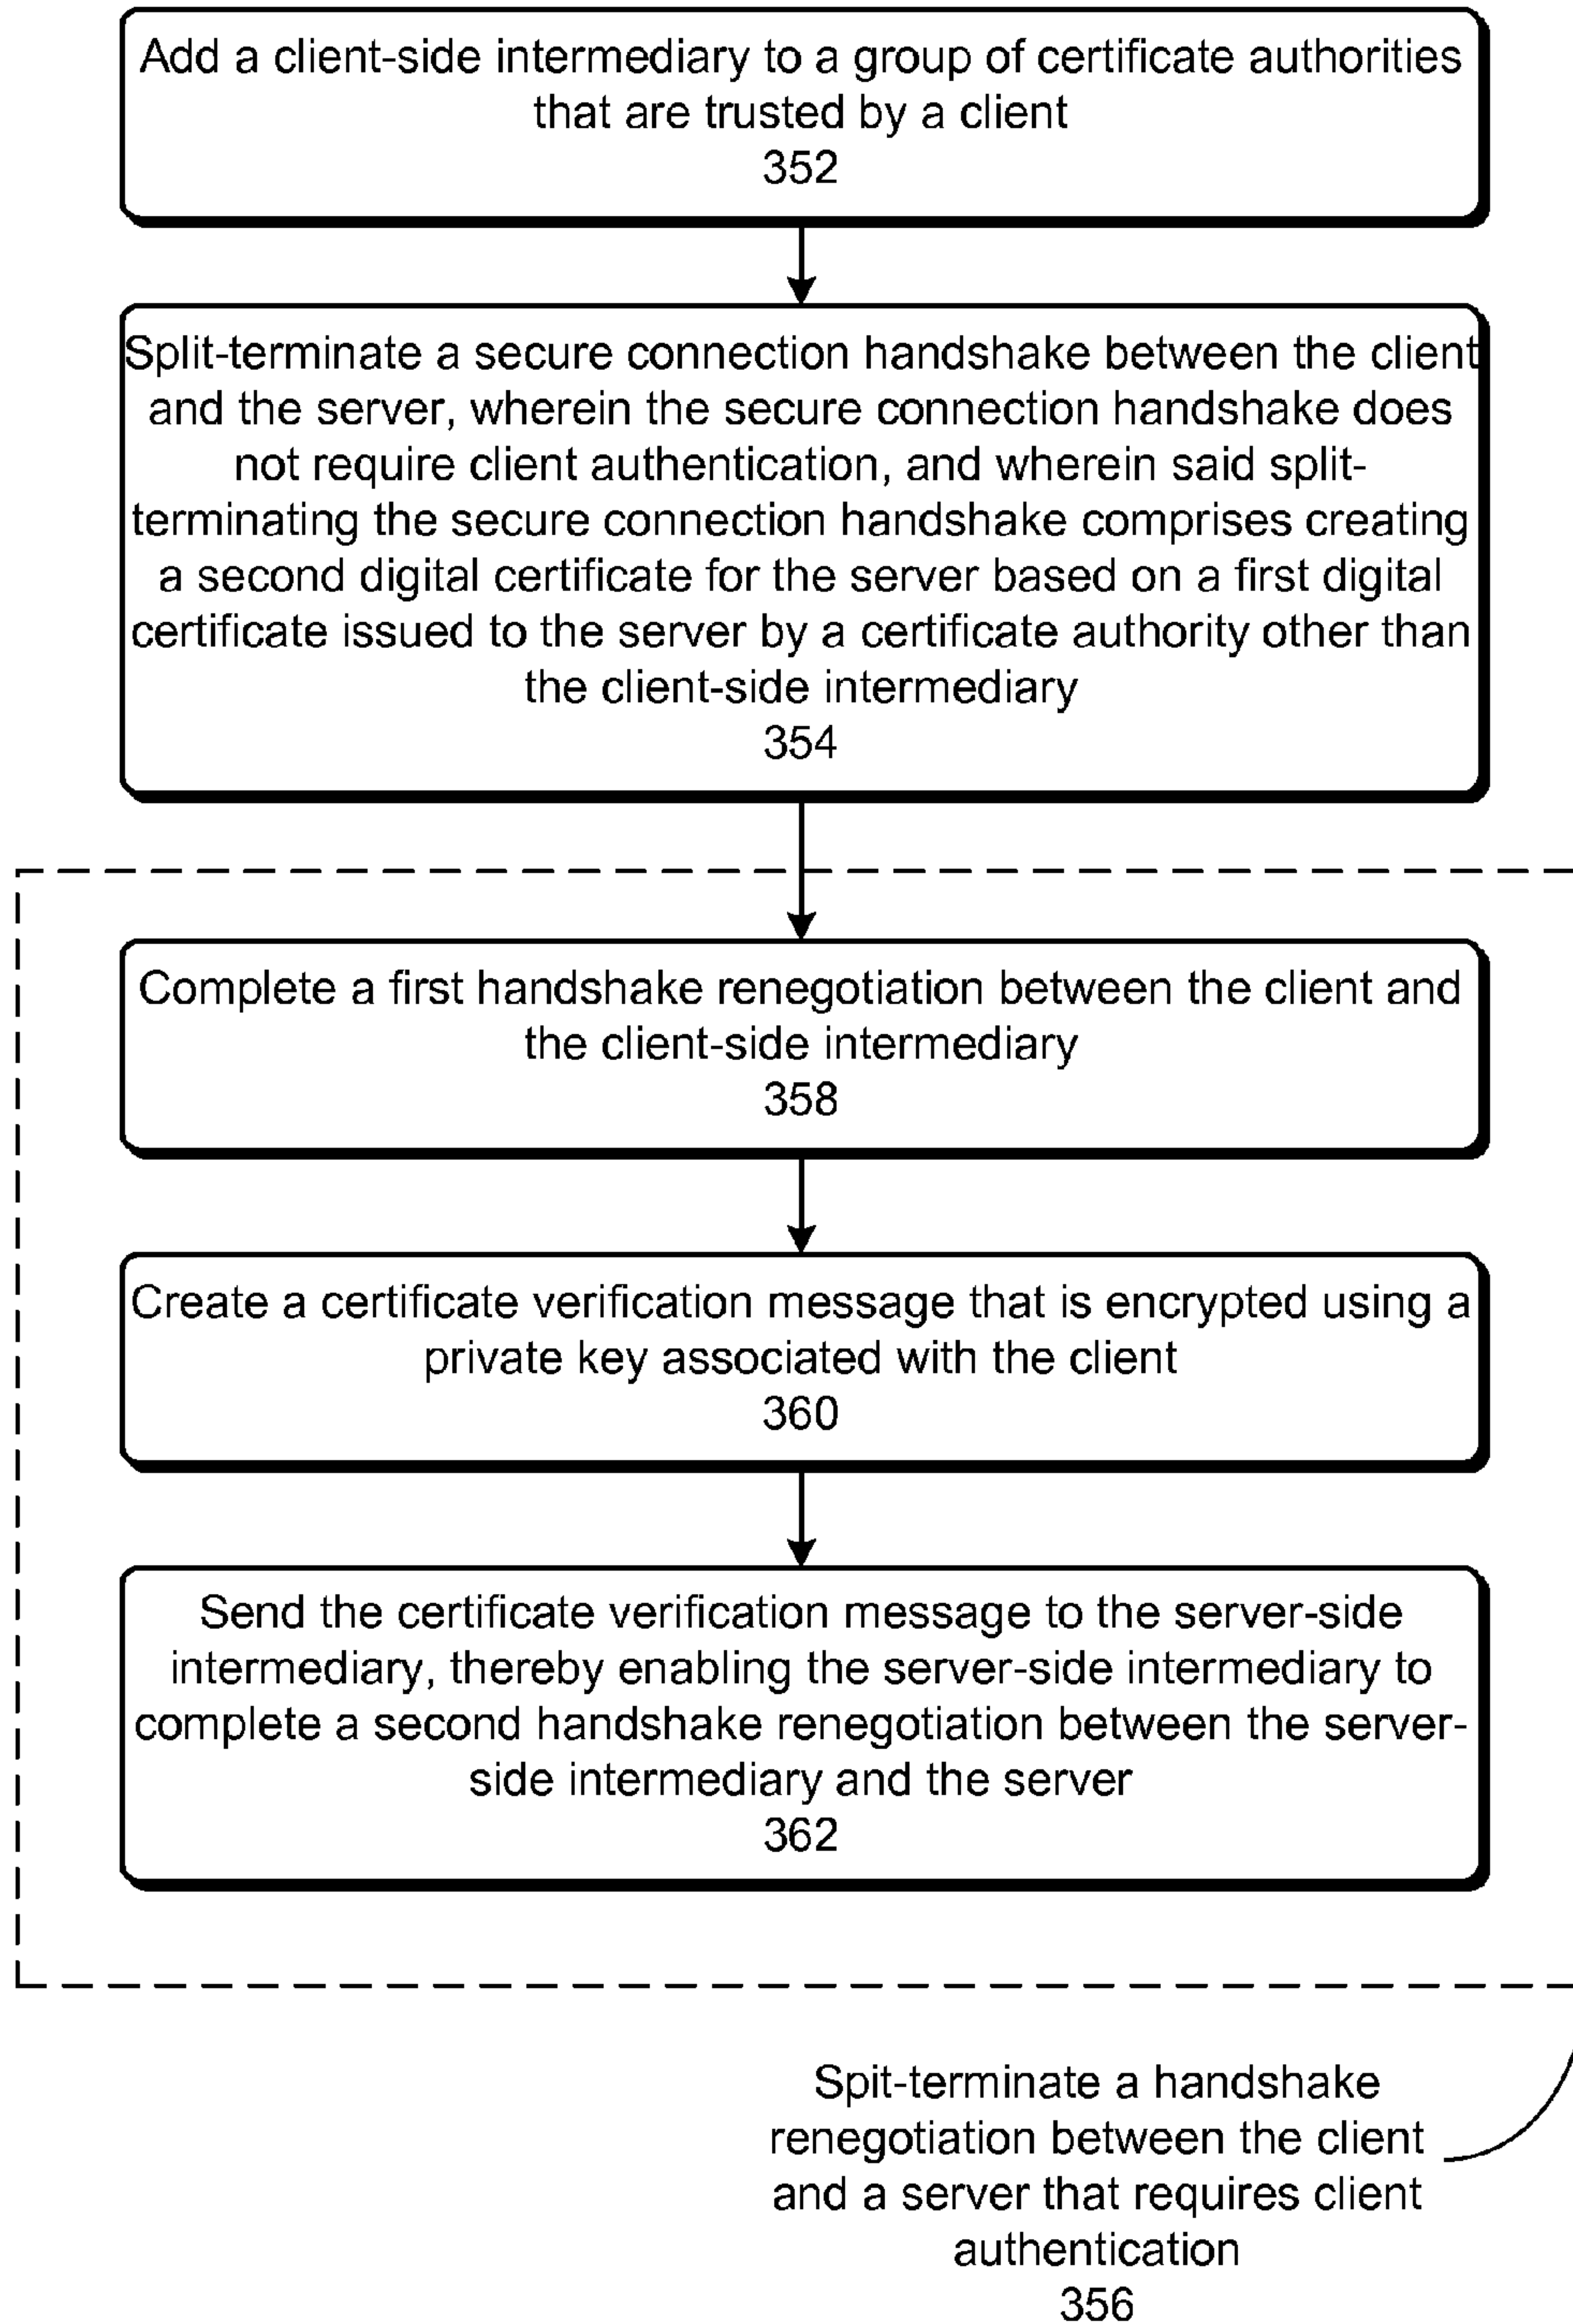 Add a client-side intermediary to a group of certificate authorities
that are trusted by a client
352
Split-terminate a secure connection handshake between the client
and the server, wherein the secure connection handshake does
not require client authentication, and wherein said split-
terminating the secure connection handshake comprises creating
a second digital certificate for the server based on a first digital
certificate issued to the server by a certificate authority other than
the client-side intermediary
354
Complete a first handshake renegotiation between the client and
the client-side intermediary
358
Create a certificate verification message that is encrypted using a
private key associated with the client
360
Send the certificate verification message to the server-side
intermediary, thereby enabling the server-side intermediary to
complete a second handshake renegotiation between the server-
side intermediary and the server
362
Spit-terminate a handshake
renegotiation between the client
and a server that requires client
authentication
356